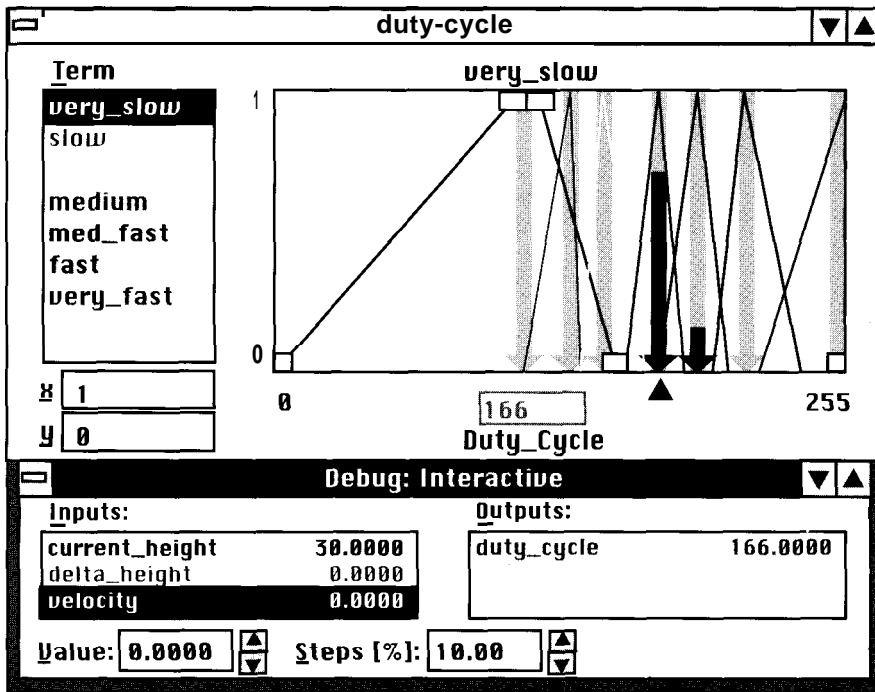 duty-cycle
Term
very_slow
slow
medium
med_fast
fast
very_fast
x 1
y 0
very_slow
1
0
0
255
166
Duty_Cycle
Debug: Interactive
Inputs:
current_height 30.0000
delta_height 0.0000
velocity 0.0000
Outputs:
duty_cycle 166.0000
Value: 0.0000
Steps [%]: 10.00